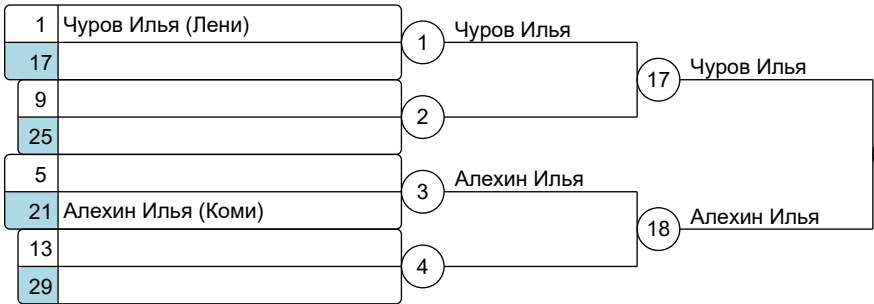 1 Чуров Илья (Лени)
17
9
25
5
21 Алехин Илья (Коми)
13
29
1 Чуров Илья
2
3 Алехин Илья
4
17 Чуров Илья
18 Алехин Илья